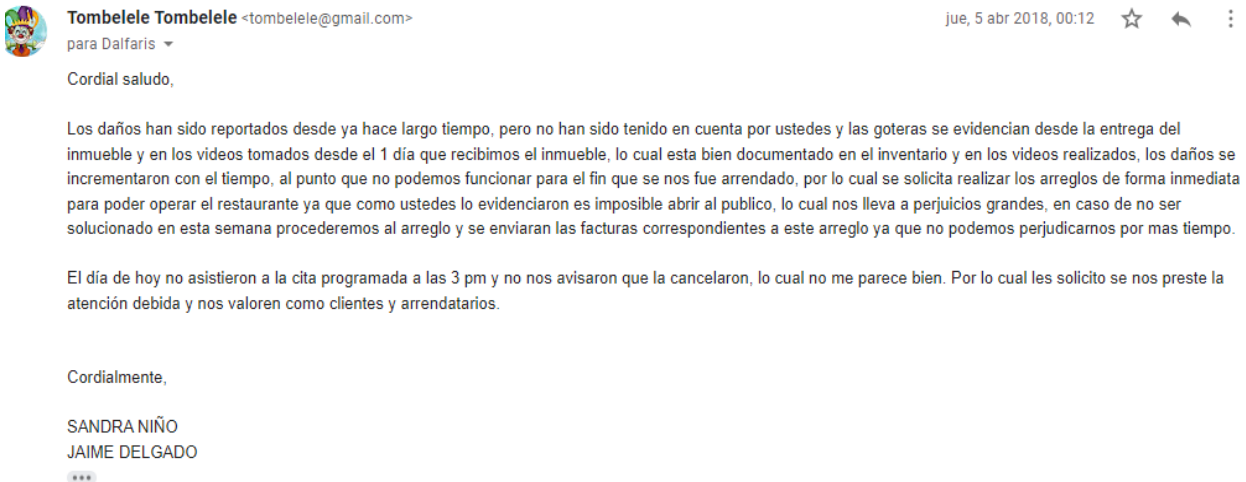 Tombelele Tombelele <tombelele@gmail.com>
jue, 5 abr 2018, 00:12
para Dalfaris
Cordial saludo,
Los daños han sido reportados desde ya hace largo tiempo, pero no han sido tenido en cuenta por ustedes y las goteras se evidencian desde la entrega del
inmueble y en los videos tomados desde el 1 día que recibimos el inmueble, lo cual esta bien documentado en el inventario y en los videos realizados, los daños se
incrementaron con el tiempo, al punto que no podemos funcionar para el fin que se nos fue arrendado, por lo cual se solicita realizar los arreglos de forma inmediata
para poder operar el restaurante ya que como ustedes lo evidenciaron es imposible abrir al publico, lo cual nos lleva a perjuicios grandes, en caso de no ser
solucionado en esta semana procederemos al arreglo y se enviaran las facturas correspondientes a este arreglo ya que no podemos perjudicarnos por mas tiempo.
El día de hoy no asistieron a la cita programada a las 3 pm y no nos avisaron que la cancelaron, lo cual no me parece bien. Por lo cual les solicito se nos preste la
atención debida y nos valoren como clientes y arrendatarios.
Cordialmente,
SANDRA NIÑO
JAIME DELGADO